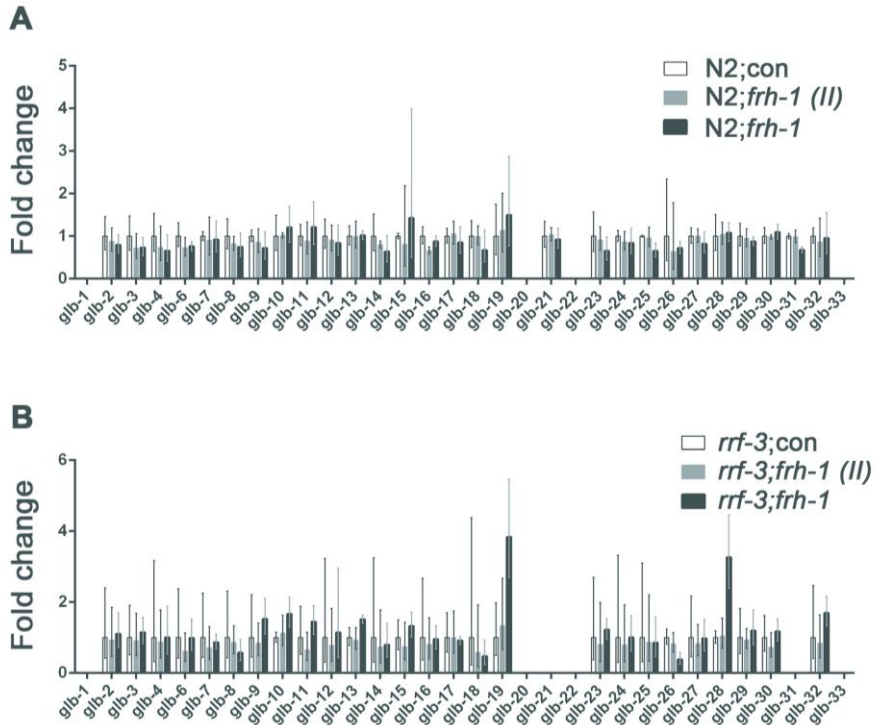 A
Fold change
5
4
3
2
1
0
N2;con
N2;frh-1 (II)
N2;frh-1
glb-1 glb-2 glb-3 glb-4 glb-6 glb-7 glb-8 glb-9 glb-10 glb-11 glb-12 glb-13 glb-14 glb-15 glb-16 glb-17 glb-18 glb-19 glb-20 glb-21 glb-22 glb-23 glb-24 glb-25 glb-26 glb-27 glb-28 glb-29 glb-30 glb-31 glb-32 glb-33
B
Fold change
6
4
2
0
rrf-3;con
rrf-3;frh-1 (II)
rrf-3;frh-1
glb-1 glb-2 glb-3 glb-4 glb-6 glb-7 glb-8 glb-9 glb-10 glb-11 glb-12 glb-13 glb-14 glb-15 glb-16 glb-17 glb-18 glb-19 glb-20 glb-21 glb-22 glb-23 glb-24 glb-25 glb-26 glb-27 glb-28 glb-29 glb-30 glb-31 glb-32 glb-33